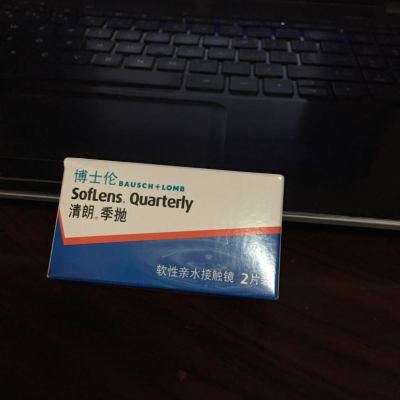 博士伦 BAUSCH + LOMB
SofLens. Quarterly
清朗。季抛
软性亲水接触镜 2片装